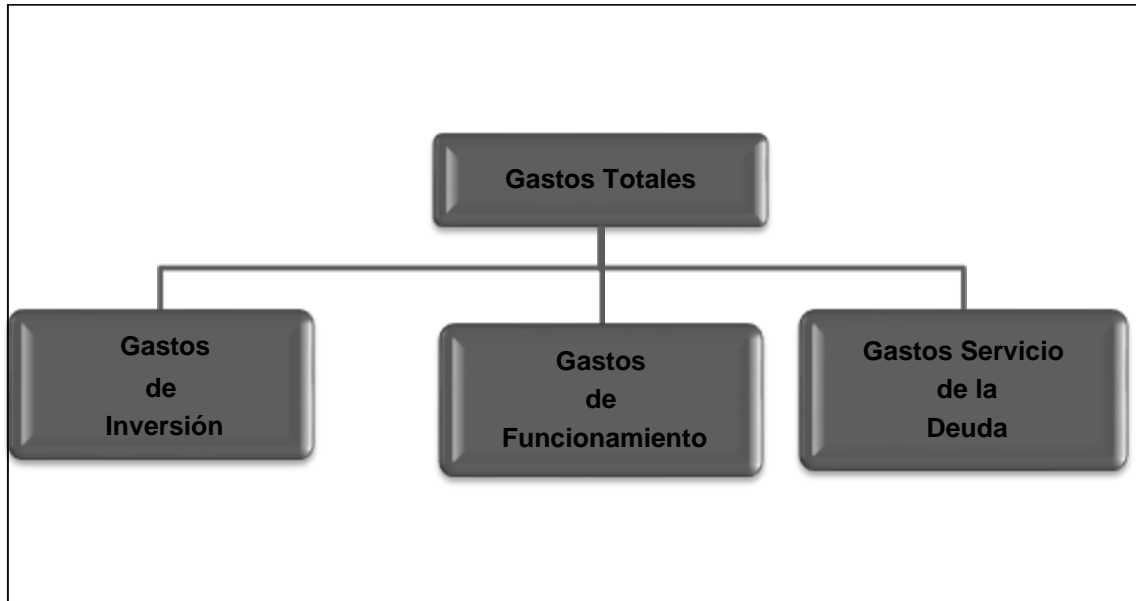 Gastos Totales
Gastos
de
Inversión
Gastos
de
Funcionamiento
Gastos Servicio
de la
Deuda